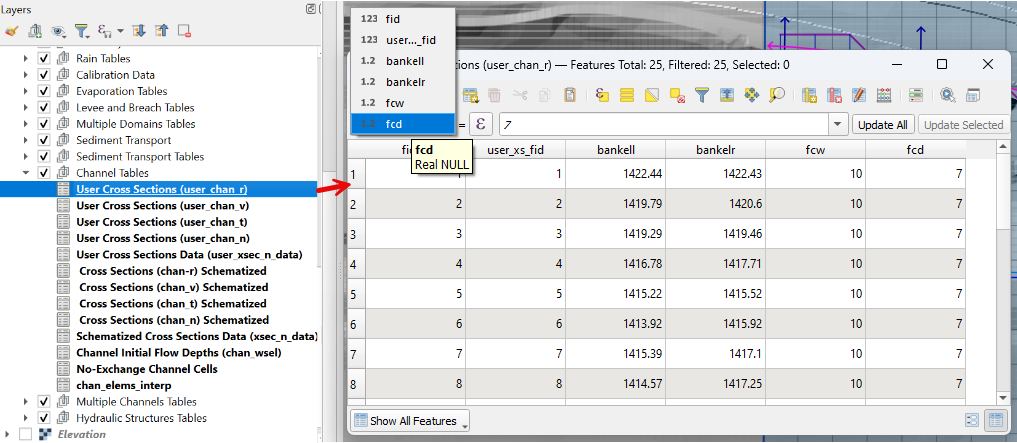 Layers
Rain Tables
Calibration Data
Evaporation Tables
Levee and Breach Tables
Multiple Domains Tables
Sediment Transport
Sediment Transport Tables
Channel Tables
User Cross Sections (user_chan_r)
User Cross Sections (user_chan_v)
User Cross Sections (user_chan_t)
User Cross Sections (user_chan_n)
User Cross Sections Data (user_xsec_n_data)
Cross Sections (chan-r) Schematized
Cross Sections (chan_v) Schematized
Cross Sections (chan_t) Schematized
Cross Sections (chan_n) Schematized
Schematized Cross Sections Data (xsec_n_data)
Channel Initial Flow Depths (chan_wsel)
No-Exchange Channel Cells
chan_elems_interp
Multiple Channels Tables
Hydraulic Structures Tables
Elevation
123 fid
123 user..._fid
1.2 bankell
1.2 bankelr
1.2 fcw
1.2 fcd
tions (user_chan_r) — Features Total: 25, Filtered: 25, Selected: 0
= ε 7 Update All Update Selected
fcd
Real NULL
user_xs_fid bankell bankelr fcw fcd
1 1 1422.44 1422.43 10 7
2 2 2 1419.79 1420.6 10 7
3 3 3 1419.29 1419.46 10 7
4 4 4 1416.78 1417.71 10 7
5 5 5 1415.22 1415.52 10 7
6 6 6 1413.92 1415.92 10 7
7 7 7 1415.39 1417.1 10 7
8 8 8 1414.57 1417.25 10 7
Show All Features